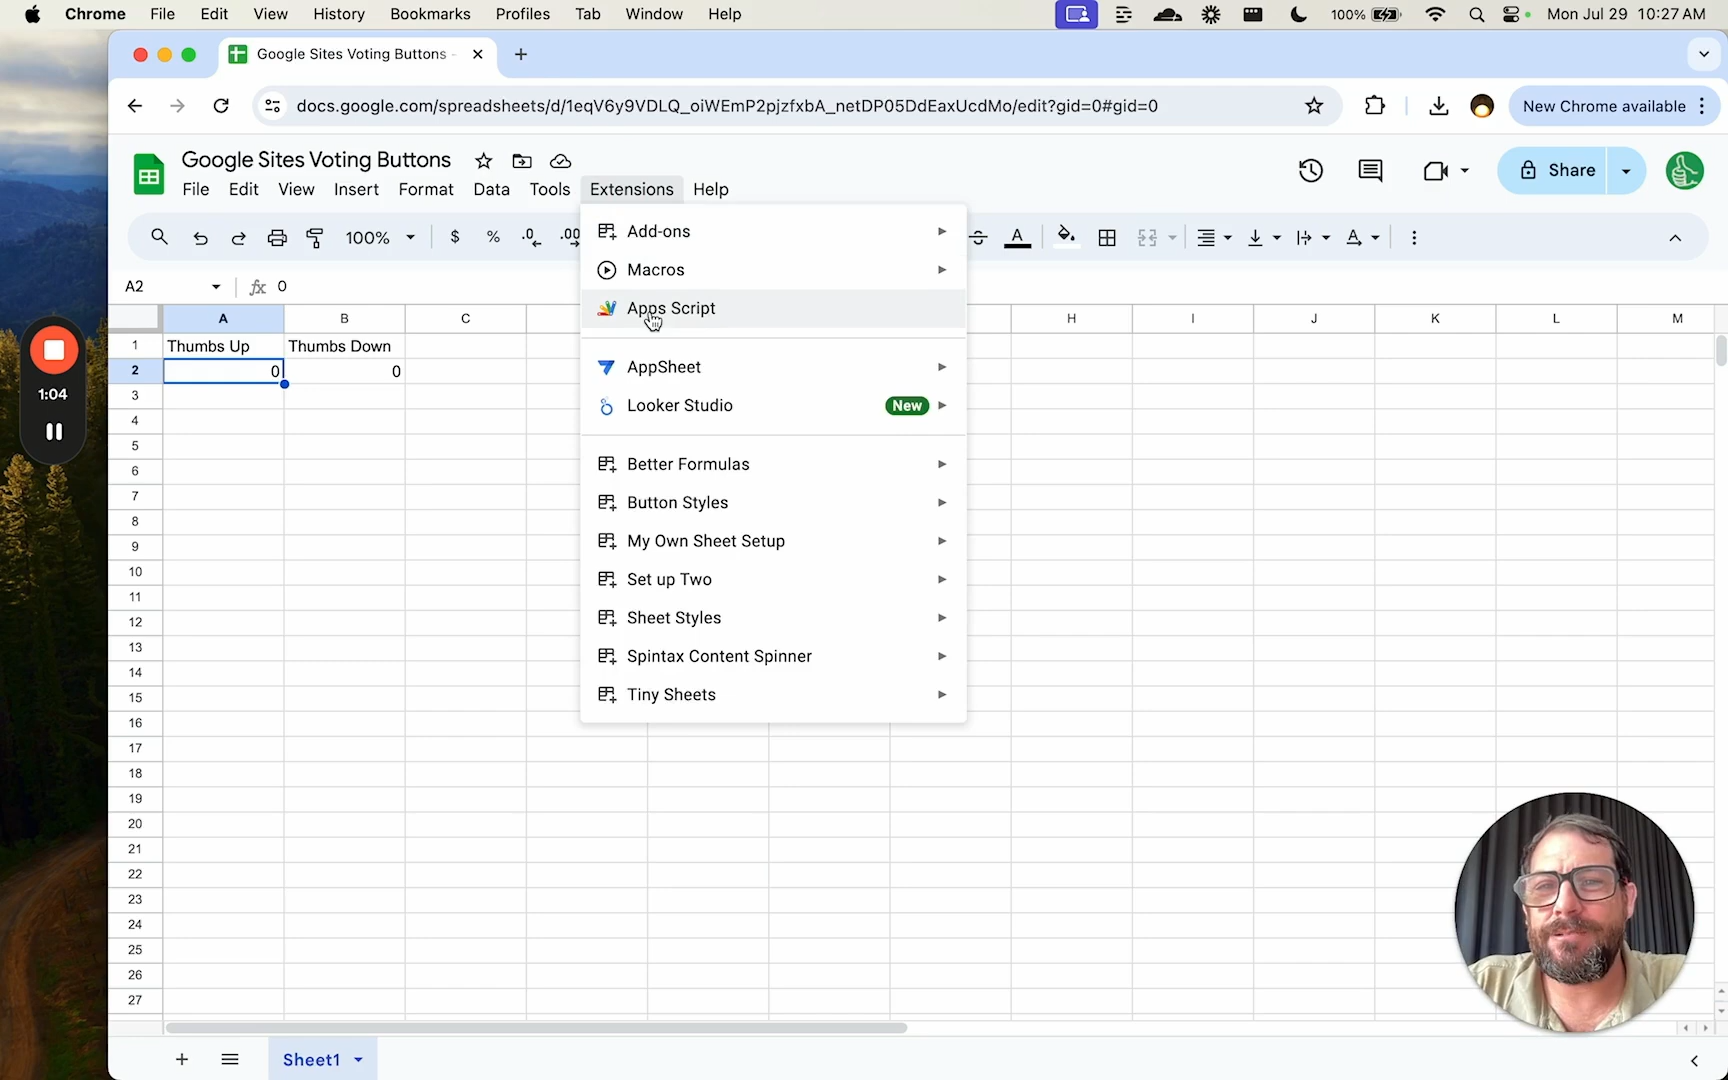 Chrome File Edit View History Bookmarks Profiles Tab Window Help 100% Mon Jul 29 10:27 AM
Google Sites Voting Buttons -
docs.google.com/spreadsheets/d/1eqV6y9VDLQ_oiWEmP2pjzfxbA_netDP05DdEaxUcdMo/edit?gid=0#gid=0 New Chrome available
Google Sites Voting Buttons
File Edit View Insert Format Data Tools Extensions Help
Share
100% $ % .0 .00
A2 fx 0
Add-ons
Macros
Apps Script
AppSheet
Looker Studio New
Better Formulas
Button Styles
My Own Sheet Setup
Set up Two
Sheet Styles
Spintax Content Spinner
Tiny Sheets
A B C H I J K L M
1 Thumbs Up Thumbs Down
2 0 0
3
4
5
6
7
8
9
10
11
12
13
14
15
16
17
18
19
20
21
22
23
24
25
26
27
1:04
Sheet1